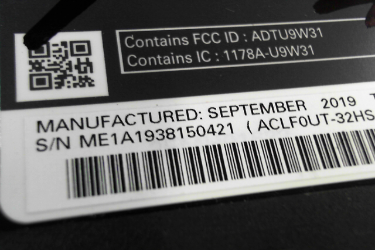 Contains FCC ID : ADTU9W31
Contains IC : 1178A-U9W31
MANUFACTURED: SEPTEMBER 2019
S/N ME1A1938150421 ( ACLF0UT-32HS